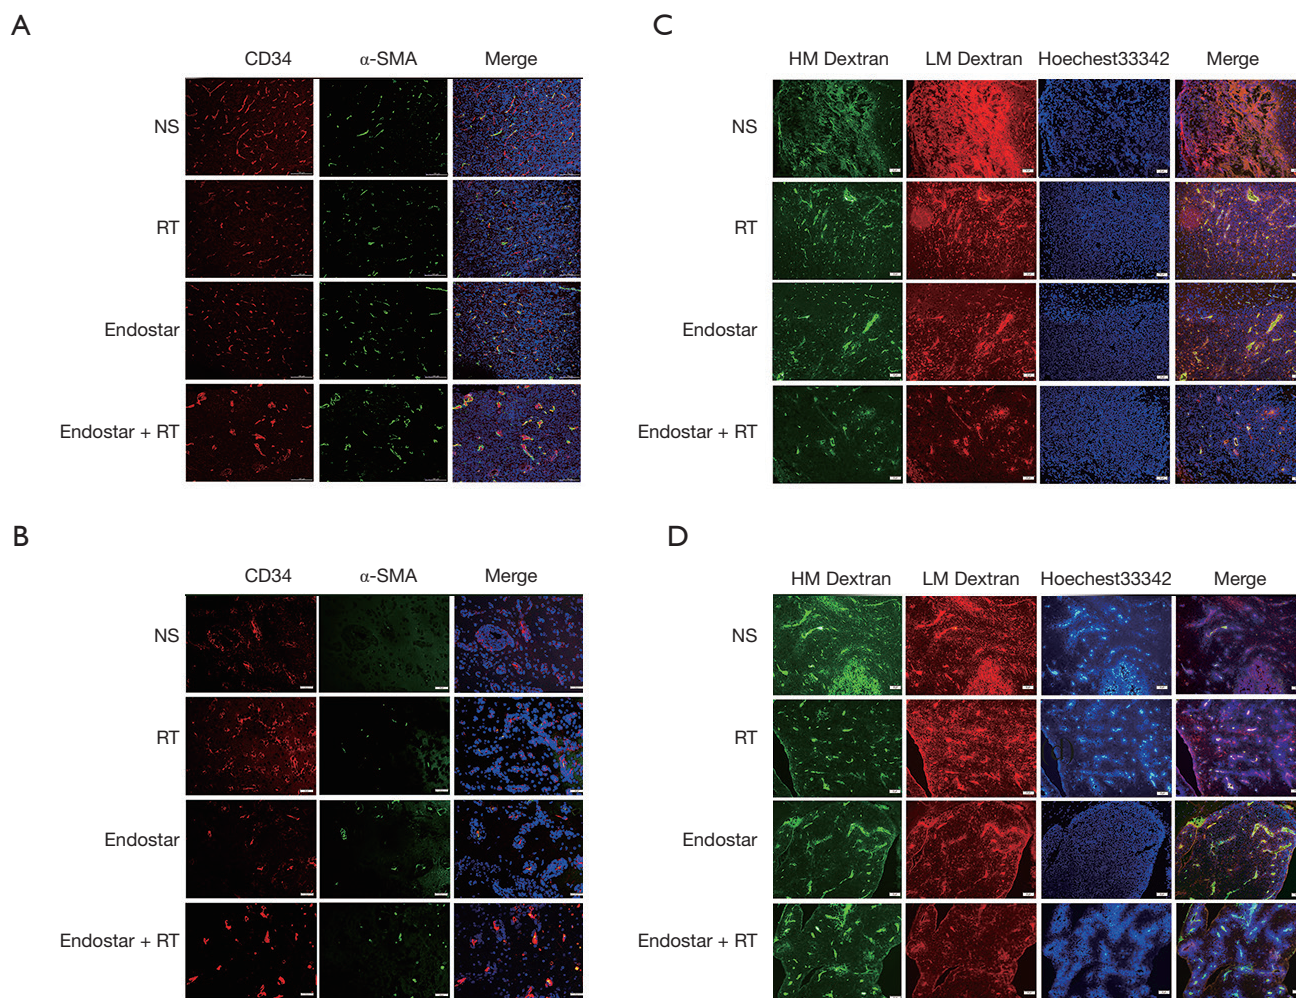 A
CD34 α-SMA Merge
NS
RT
Endostar
Endostar + RT
B
CD34 α-SMA Merge
NS
RT
Endostar
Endostar + RT
C
HM Dextran LM Dextran Hoechest33342 Merge
NS
RT
Endostar
Endostar + RT
D
HM Dextran LM Dextran Hoechest33342 Merge
NS
RT
Endostar
Endostar + RT